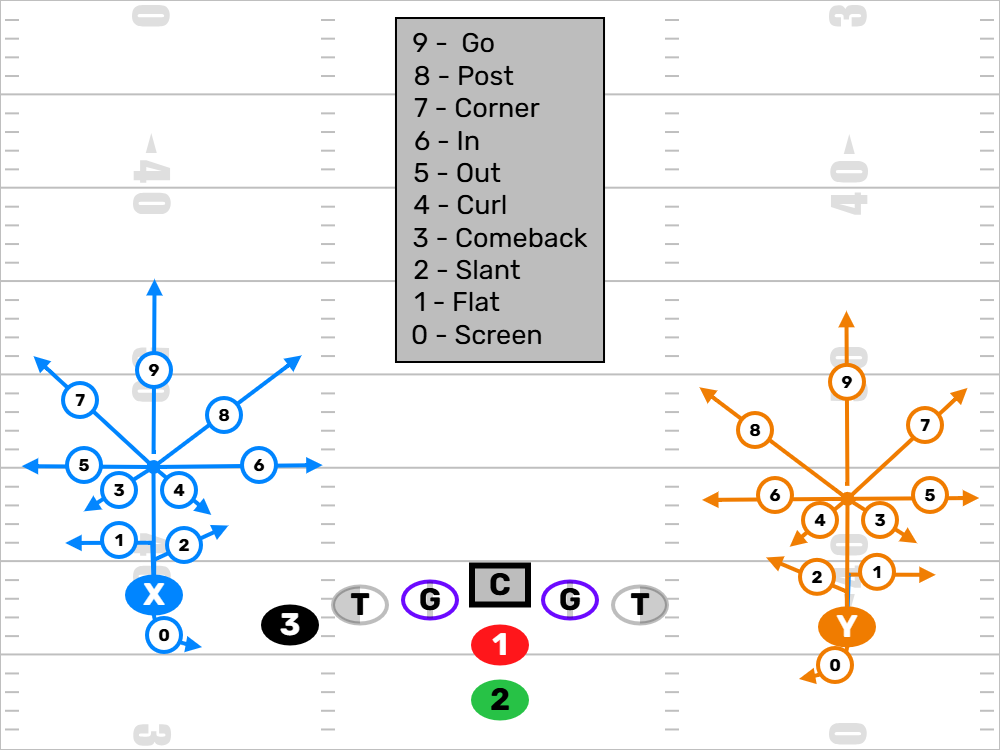 0 3
9 - Go
8 - Post
7 - Corner
6 - In
5 - Out
4 - Curl
3 - Comeback
2 - Slant
1 - Flat
0 - Screen
40
40
9
7
8
5
6
3
4
1
2
X
0
9
8
7
6
5
4
3
2
1
Y
0
3 T G C G T
1
2
3 0